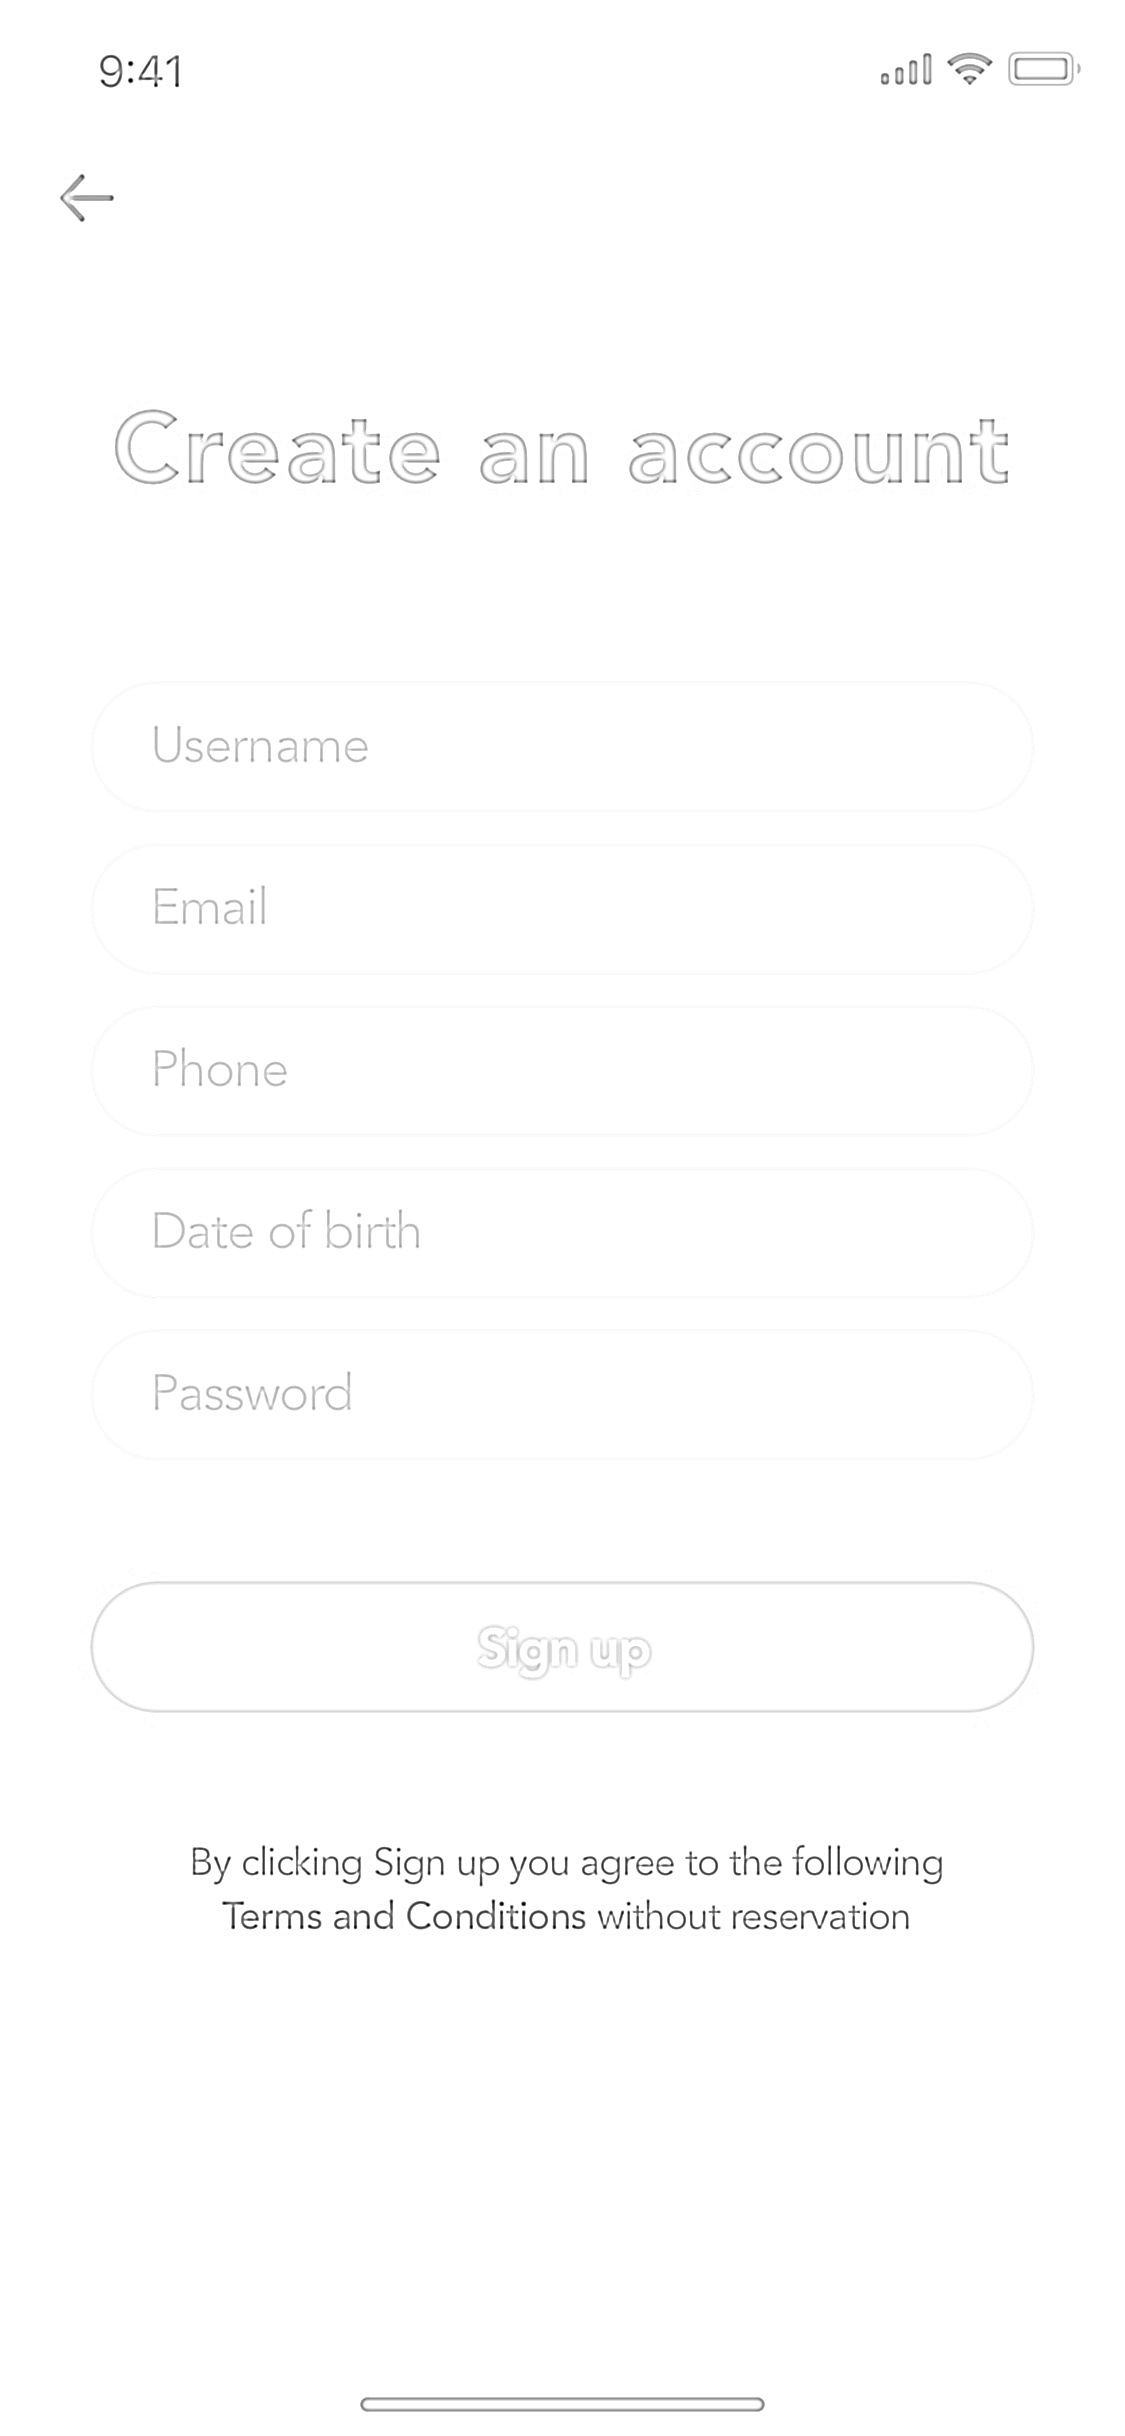 9:41
Create an account
Username
Email
Phone
Date of birth
Password
Sign up
By clicking Sign up you agree to the following
Terms and Conditions without reservation